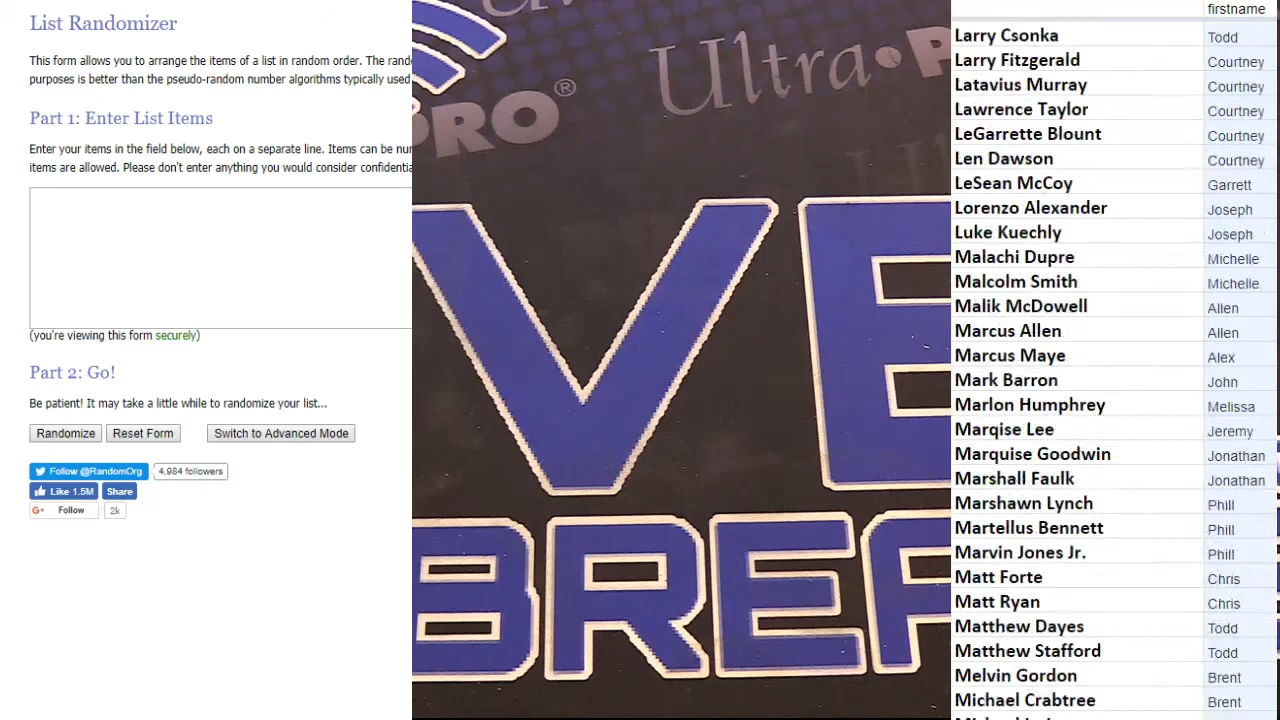 List Randomizer
This form allows you to arrange the items of a list in random order. The
purposes is better than the pseudo-random number algorithms typically used
Part 1: Enter List Items
Enter your items in the field below, each on a separate line. Items can be
items are allowed. Please don't enter anything you would consider
(you're viewing this form securely)
Part 2: Go!
Be patient! It may take a little while to randomize your list...
Randomize Reset Form Switch to Advanced Mode
Follow @RandomOrg 4,984 followers
Like 1.5M Share
G+ Follow 2k
PRO®
Ultra•P
VE
BREA
firstname
Larry Csonka Todd
Larry Fitzgerald Courtney
Latavius Murray Courtney
Lawrence Taylor Courtney
LeGarrette Blount Courtney
Len Dawson Courtney
LeSean McCoy Garrett
Lorenzo Alexander Joseph
Luke Kuechly Joseph
Malachi Dupre Michelle
Malcolm Smith Michelle
Malik McDowell Allen
Marcus Allen Allen
Marcus Maye Alex
Mark Barron John
Marlon Humphrey Melissa
Marqise Lee Jeremy
Marquise Goodwin Jonathan
Marshall Faulk Jonathan
Marshawn Lynch Phill
Martellus Bennett Phill
Marvin Jones Jr. Phill
Matt Forte Chris
Matt Ryan Chris
Matthew Dayes Todd
Matthew Stafford Todd
Melvin Gordon Brent
Michael Crabtree Brent